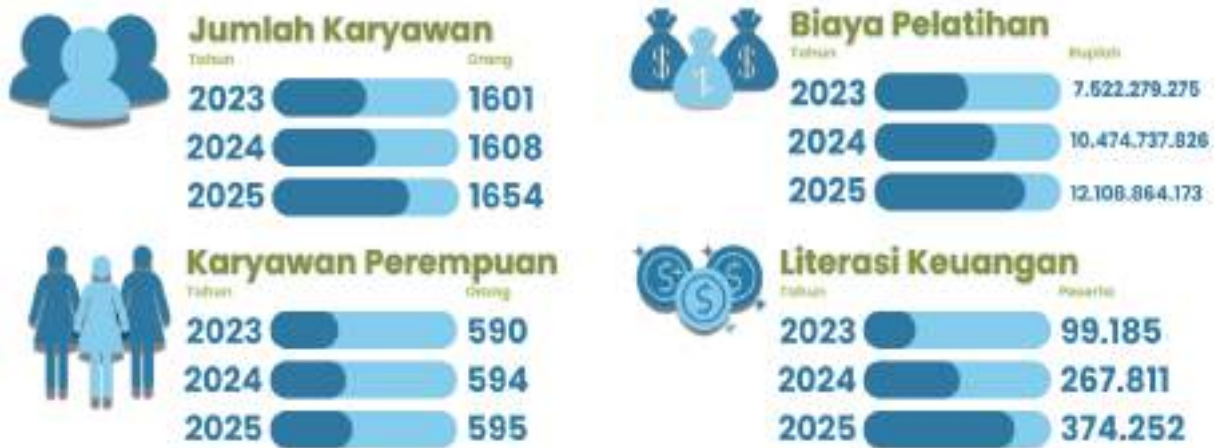 Jumlah Karyawan
Tahun Orang
2023 1601
2024 1608
2025 1654
Biaya Pelatihan
Tahun Rupiah
2023 7.522.279.275
2024 10.474.737.826
2025 12.108.864.173
Karyawan Perempuan
Tahun Orang
2023 590
2024 594
2025 595
Literasi Keuangan
Tahun Peserta
2023 99.185
2024 267.811
2025 374.252